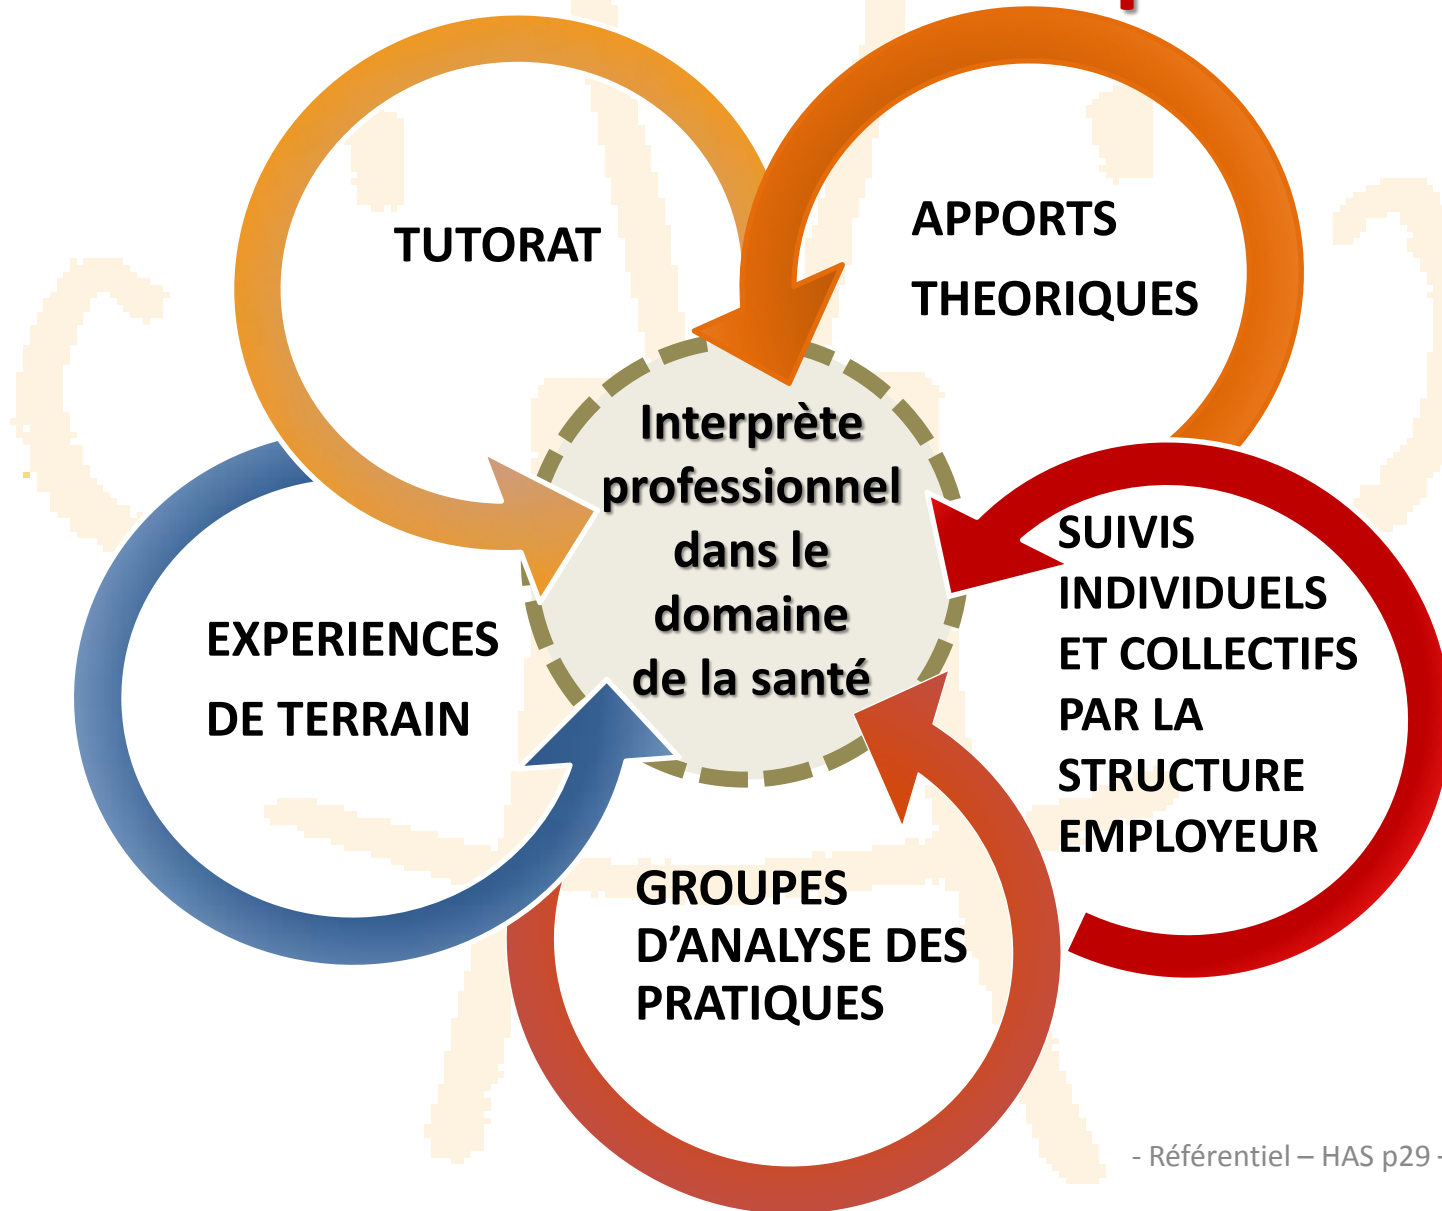 TUTORAT
APPORTS
THEORIQUES
Interprète
professionnel
dans le
domaine
de la santé
SUIVIS
INDIVIDUELS
ET COLLECTIFS
PAR LA
STRUCTURE
EMPLOYEUR
EXPERIENCES
DE TERRAIN
GROUPES
D’ANALYSE DES
PRATIQUES
- Référentiel – HAS p29 -